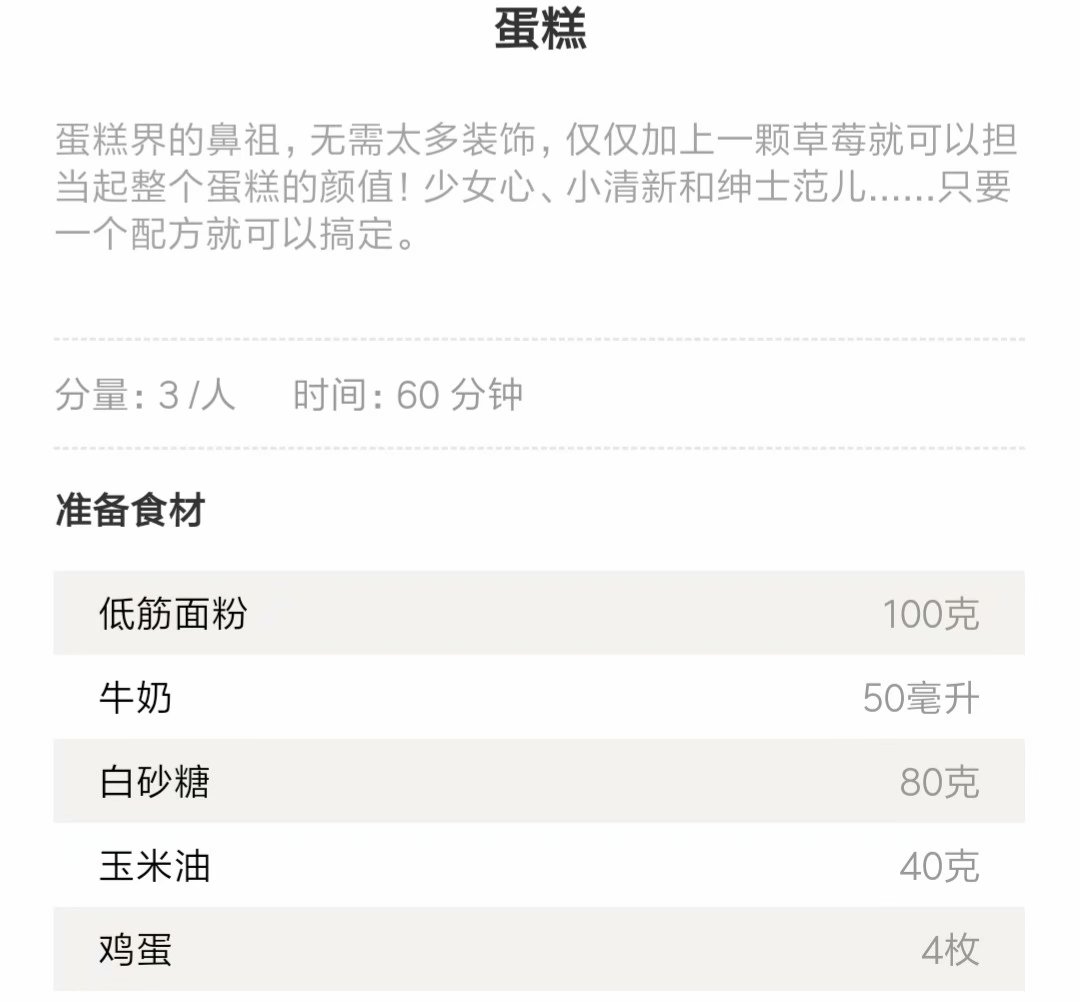 蛋糕
蛋糕界的鼻祖，无需太多装饰，仅仅加上一颗草莓就可以担
当起整个蛋糕的颜值！少女心、小清新和绅士范儿......只要
一个配方就可以搞定。
分量：3 /人 时间：60 分钟
准备食材
低筋面粉 100克
牛奶 50毫升
白砂糖 80克
玉米油 40克
鸡蛋 4枚